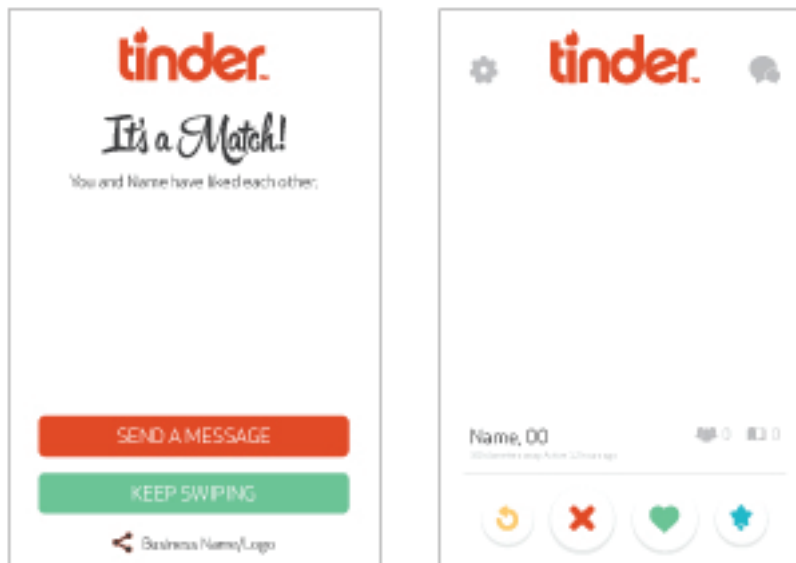 tinder
It's a Match!
You and Name have liked each other.
SEND A MESSAGE
KEEP SWIPING
Business Name/Logo
tinder
Name, 00
0
0